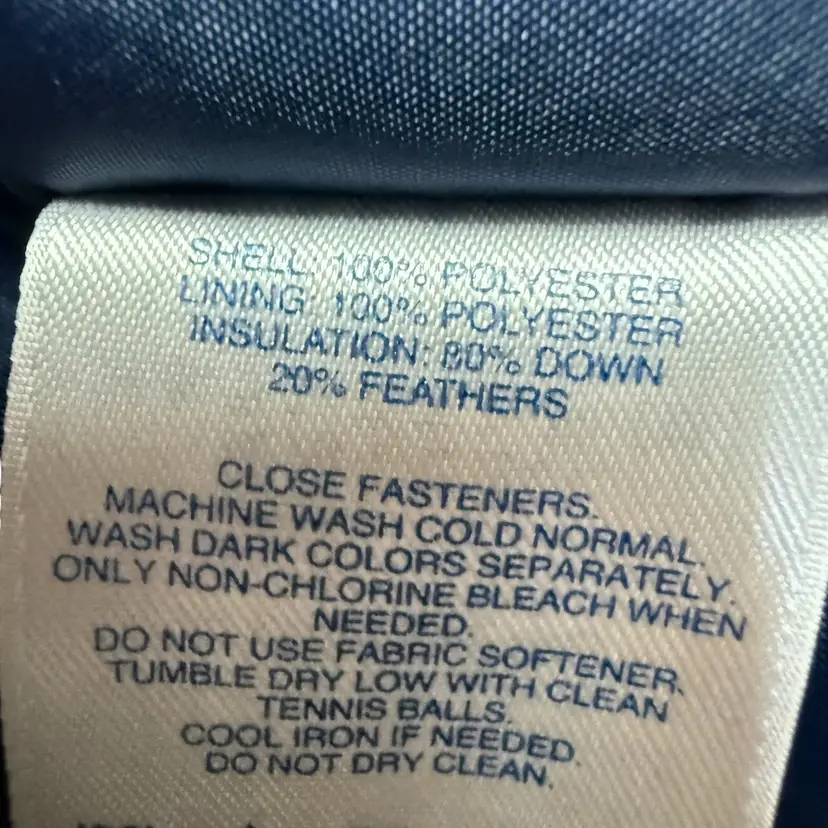 SHELL: 100% POLYESTER
LINING: 100% POLYESTER
INSULATION: 80% DOWN
20% FEATHERS
CLOSE FASTENERS.
MACHINE WASH COLD NORMAL.
WASH DARK COLORS SEPARATELY.
ONLY NON-CHLORINE BLEACH WHEN
NEEDED.
DO NOT USE FABRIC SOFTENER.
TUMBLE DRY LOW WITH CLEAN
TENNIS BALLS.
COOL IRON IF NEEDED.
DO NOT DRY CLEAN.